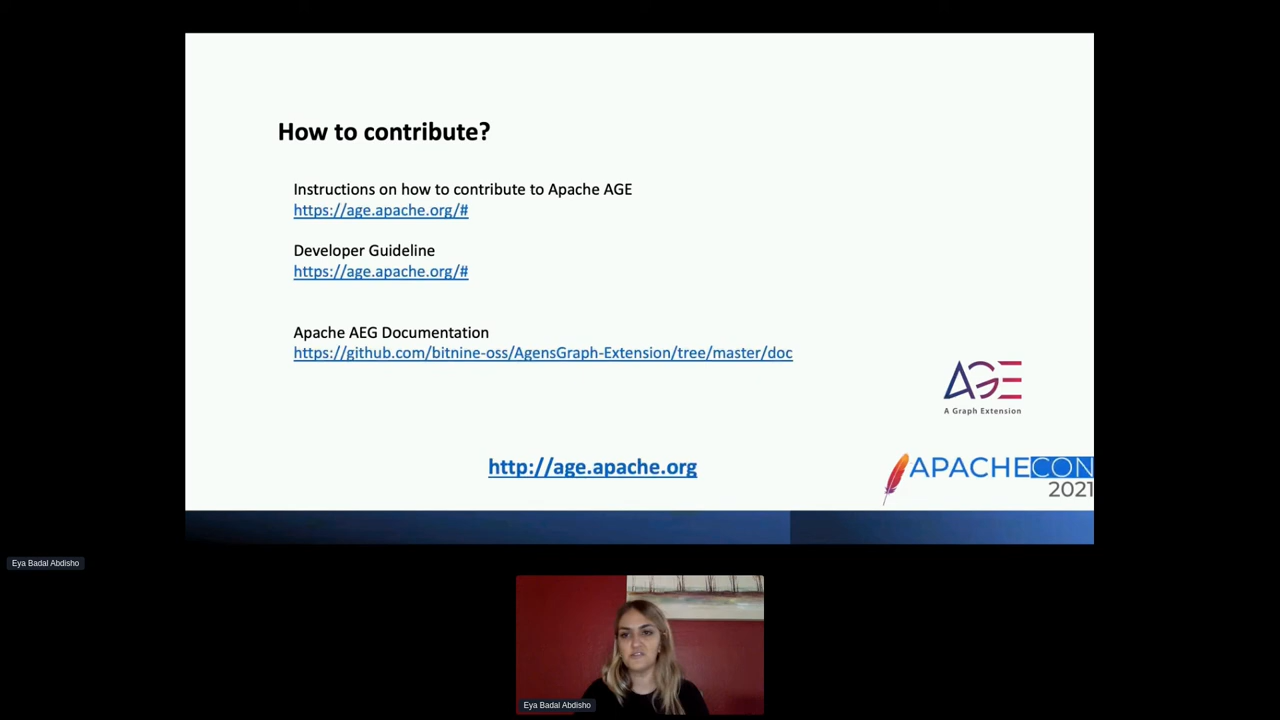 How to contribute?
Instructions on how to contribute to Apache AGE
https://age.apache.org/#
Developer Guideline
https://age.apache.org/#
Apache AEG Documentation
https://github.com/bitnine-oss/AgensGraph-Extension/tree/master/doc
AGE
A Graph Extension
http://age.apache.org
APACHECON
2021
Eya Badal Abdisho
Eya Badal Abdisho